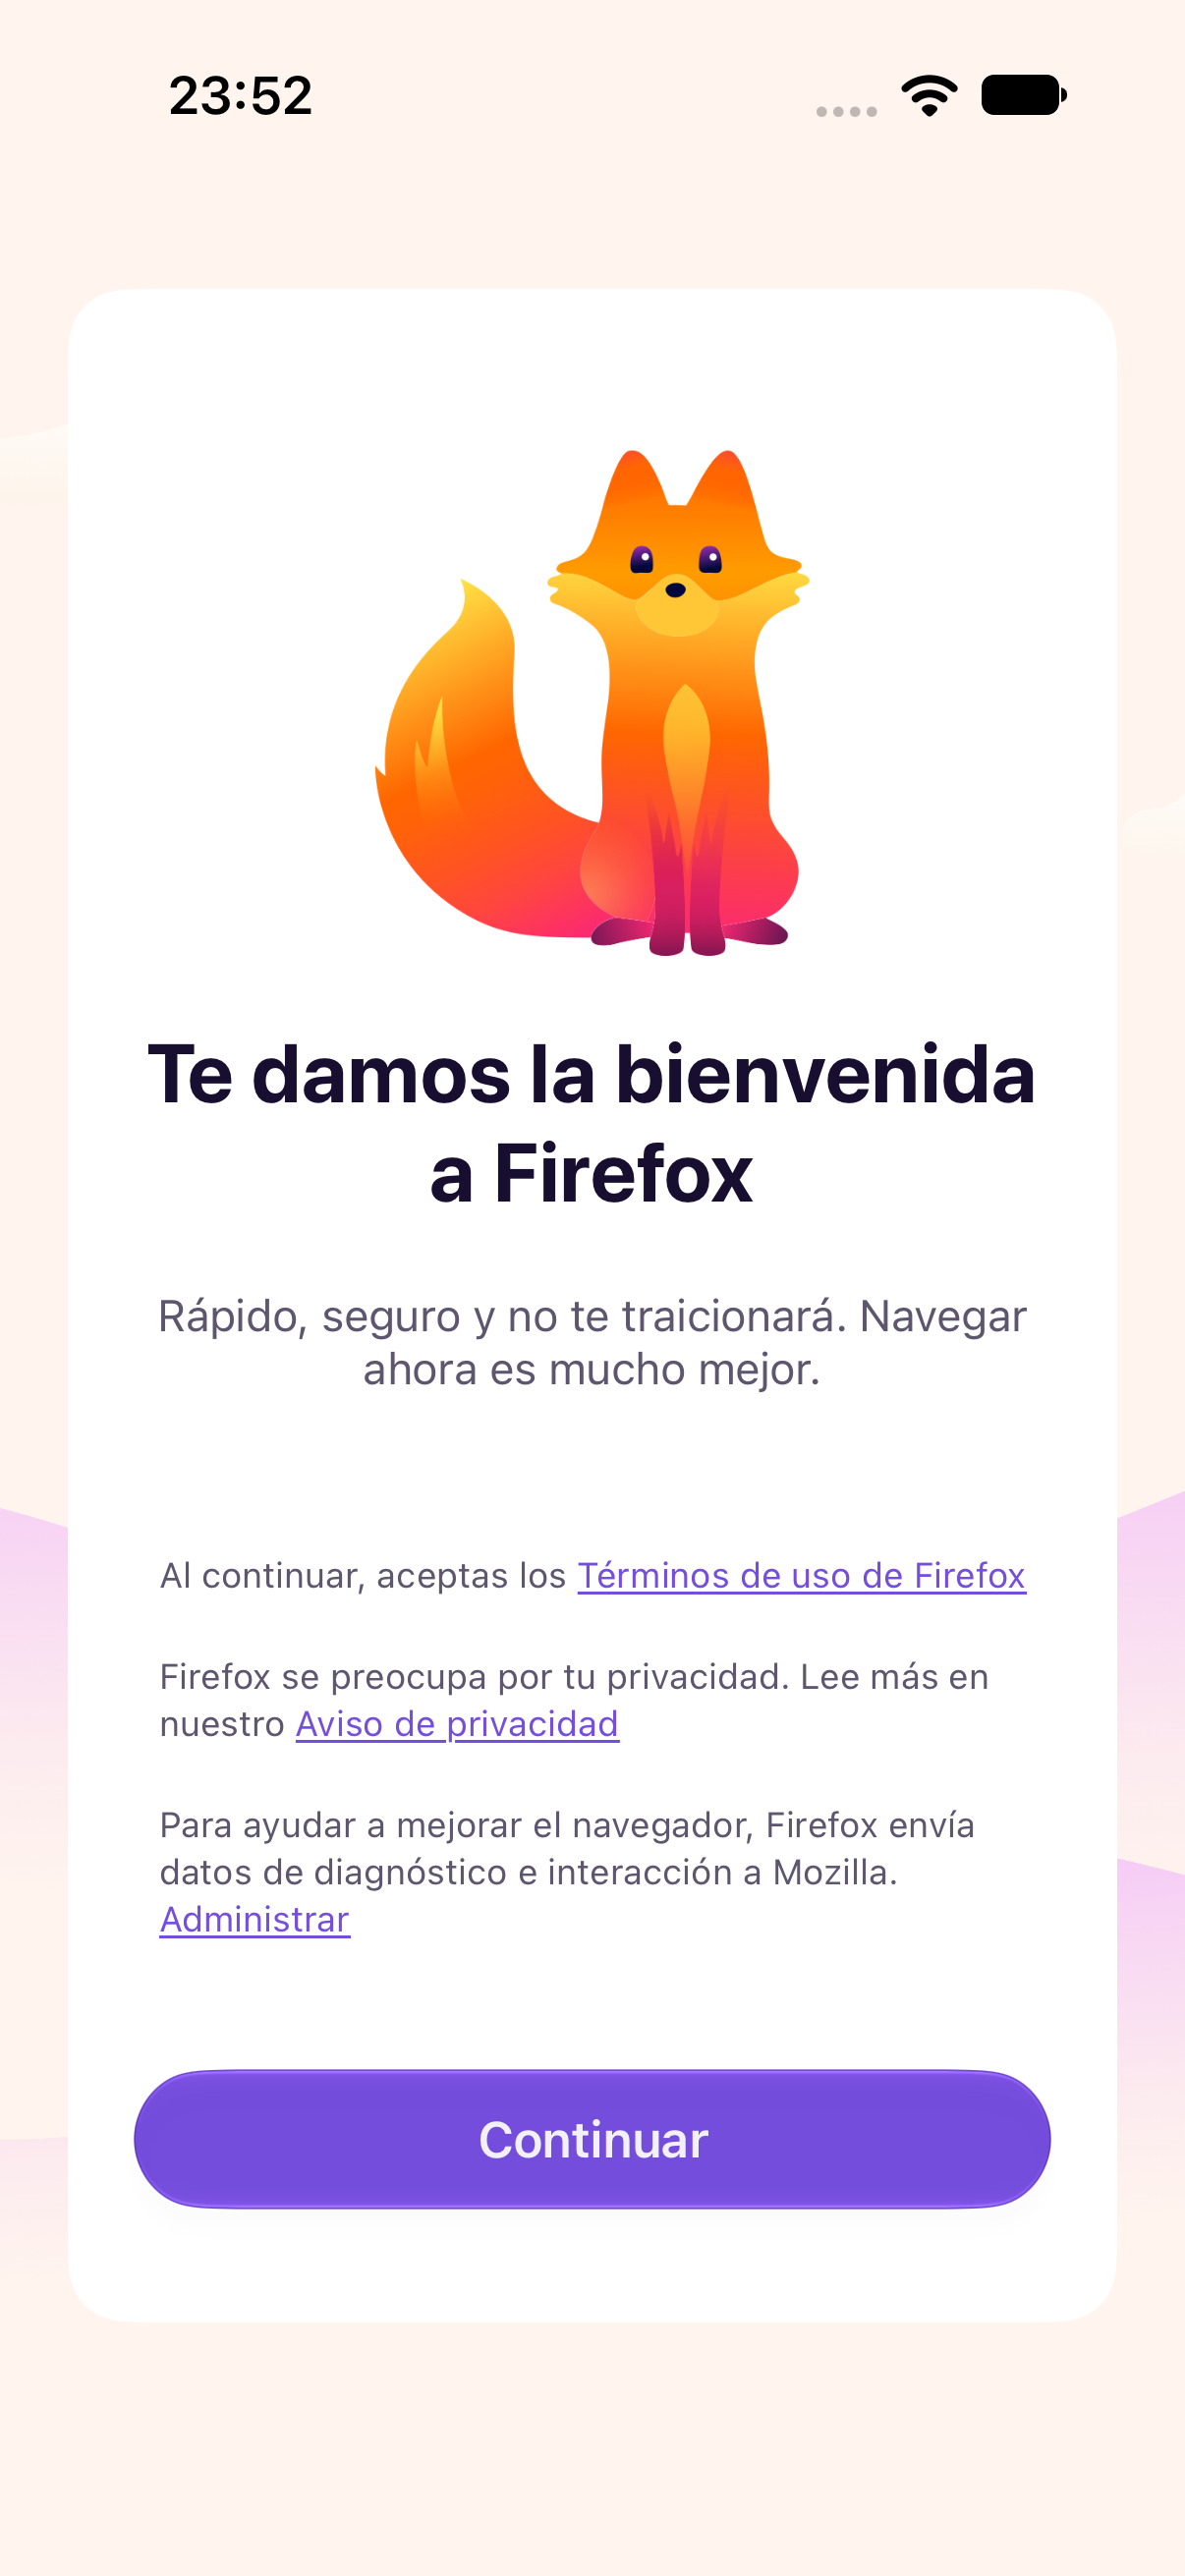 23:52
Te damos la bienvenida
a Firefox
Rápido, seguro y no te traicionará. Navegar
ahora es mucho mejor.
Al continuar, aceptas los Términos de uso de Firefox
Firefox se preocupa por tu privacidad. Lee más en
nuestro Aviso de privacidad
Para ayudar a mejorar el navegador, Firefox envía
datos de diagnóstico e interacción a Mozilla.
Administrar
Continuar